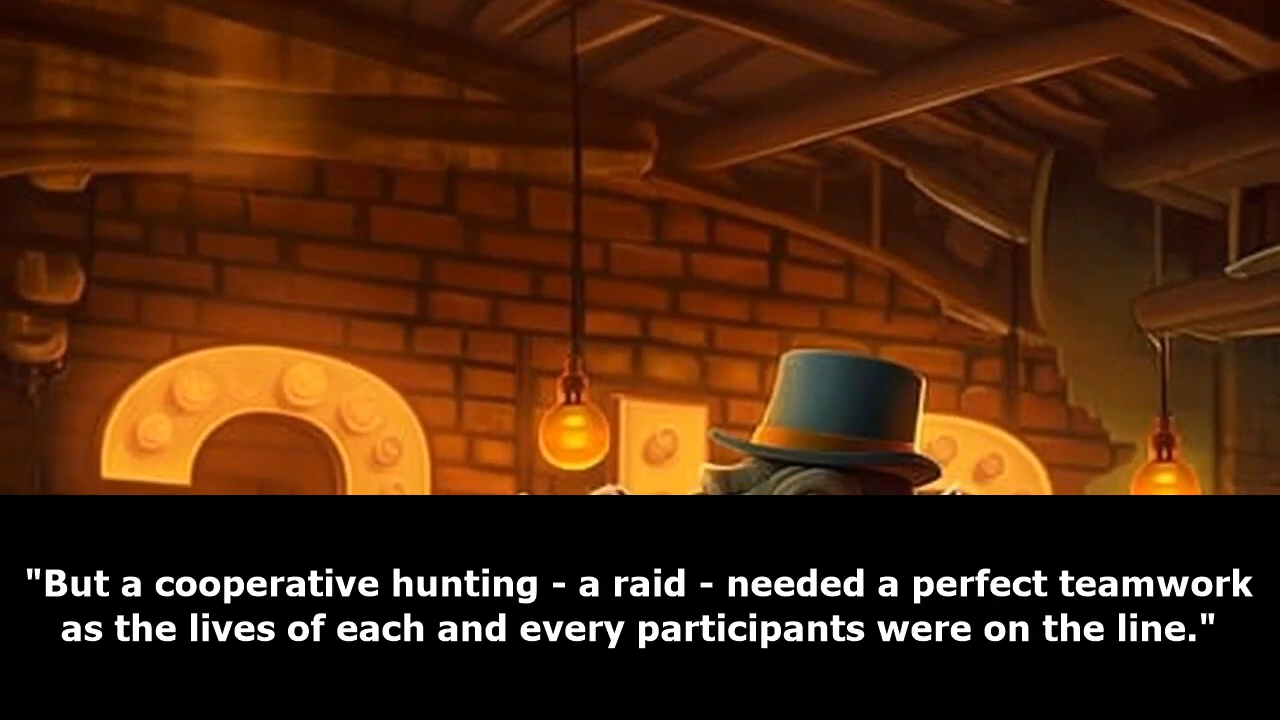 "But a cooperative hunting - a raid - needed a perfect teamwork
as the lives of each and every participants were on the line."